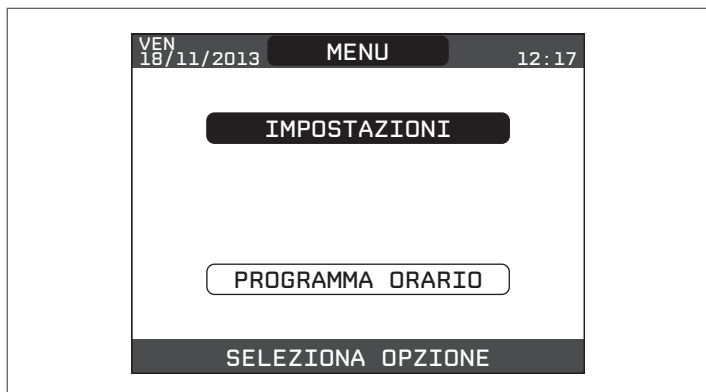 VEN
18/11/2013 MENU 12:17
IMPOSTAZIONI
PROGRAMMA ORARIO
SELEZIONA OPZIONE